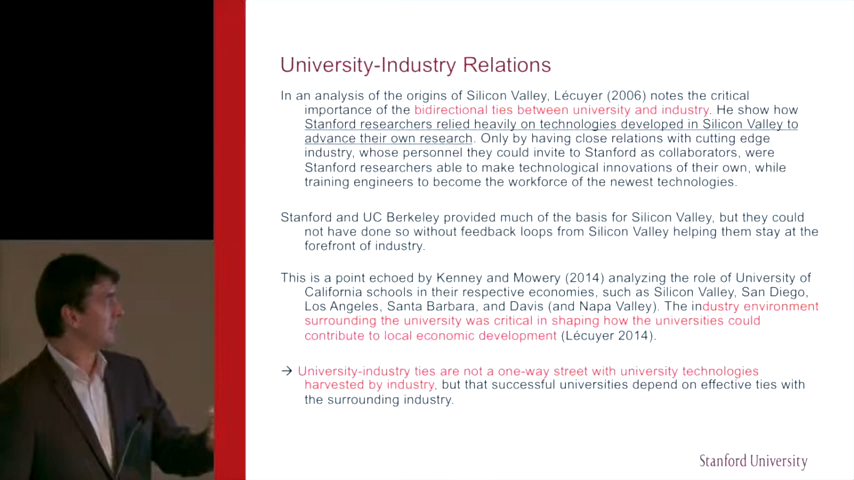 University-Industry Relations
In an analysis of the origins of Silicon Valley, Lécuyer (2006) notes the critical
importance of the bidirectional ties between university and industry. He show how
Stanford researchers relied heavily on technologies developed in Silicon Valley to
advance their own research. Only by having close relations with cutting edge
industry, whose personnel they could invite to Stanford as collaborators, were
Stanford researchers able to make technological innovations of their own, while
training engineers to become the workforce of the newest technologies.
Stanford and UC Berkeley provided much of the basis for Silicon Valley, but they could
not have done so without feedback loops from Silicon Valley helping them stay at the
forefront of industry.
This is a point echoed by Kenney and Mowery (2014) analyzing the role of University of
California schools in their respective economies, such as Silicon Valley, San Diego,
Los Angeles, Santa Barbara, and Davis (and Napa Valley). The industry environment
surrounding the university was critical in shaping how the universities could
contribute to local economic development (Lécuyer 2014).
→ University-industry ties are not a one-way street with university technologies
harvested by industry, but that successful universities depend on effective ties with
the surrounding industry.
Stanford University